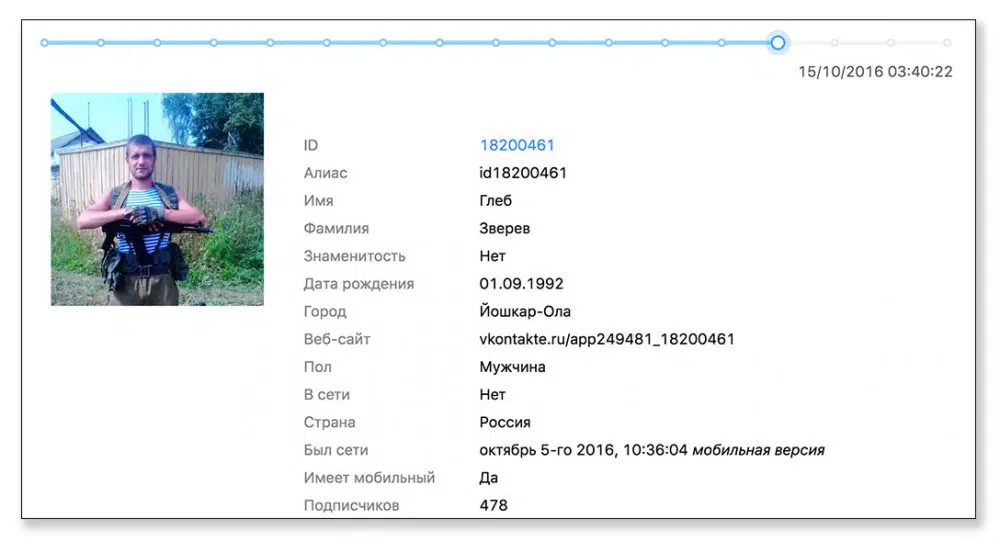 15/10/2016 03:40:22
ID 18200461
Алиас id18200461
Имя Глеб
Фамилия Зверев
Знаменитость Нет
Дата рождения 01.09.1992
Город Йошкар-Ола
Веб-сайт vkontakte.ru/app249481_18200461
Пол Мужчина
В сети Нет
Страна Россия
Был сети октябрь 5-го 2016, 10:36:04 мобильная версия
Имеет мобильный Да
Подписчиков 478